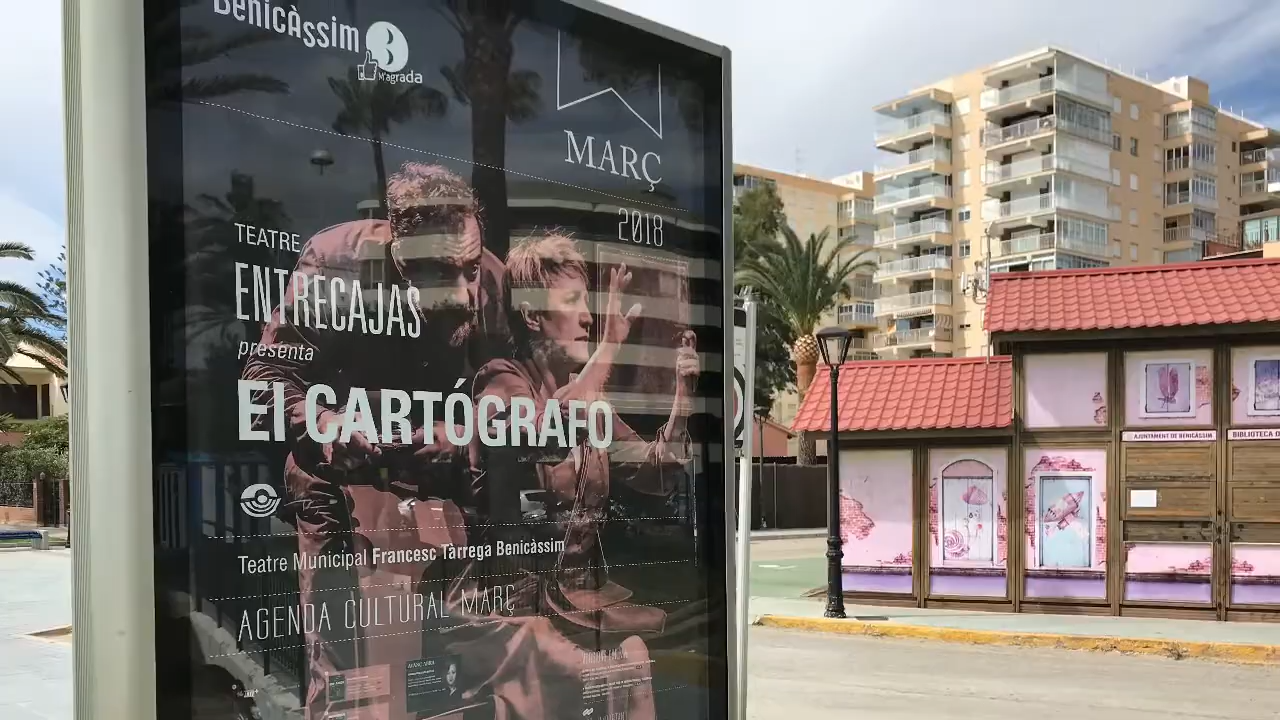 BenicÀssim
M'agrada
MARÇ
2018
TEATRE
ENTRECAJAS
presenta
El CARTÓGRAFO
Teatre Municipal Francesc Tàrrega Benicàssim
AGENDA CULTURAL MARÇ
AJUNTAMENT DE BENICÀSSIM
BIBLIOTECA